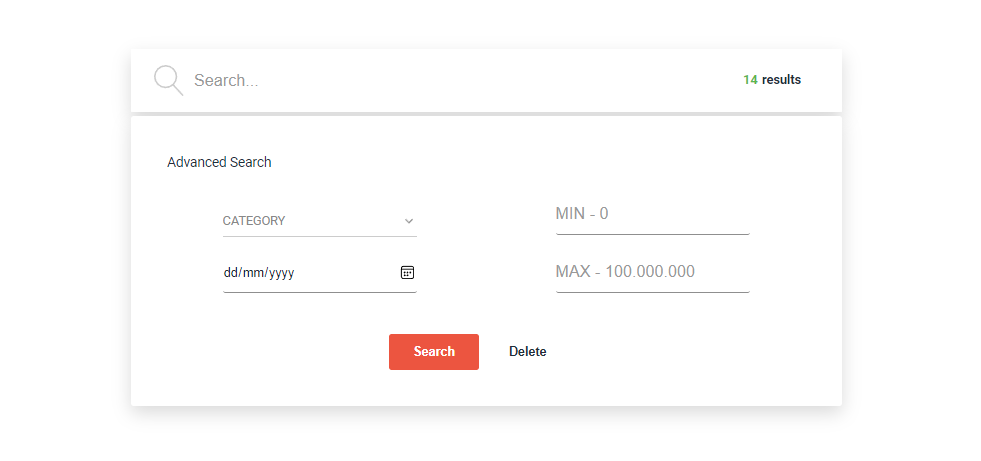 Search...
14 results
Advanced Search
CATEGORY
MIN - 0
dd/mm/yyyy
MAX - 100.000.000
Search
Delete